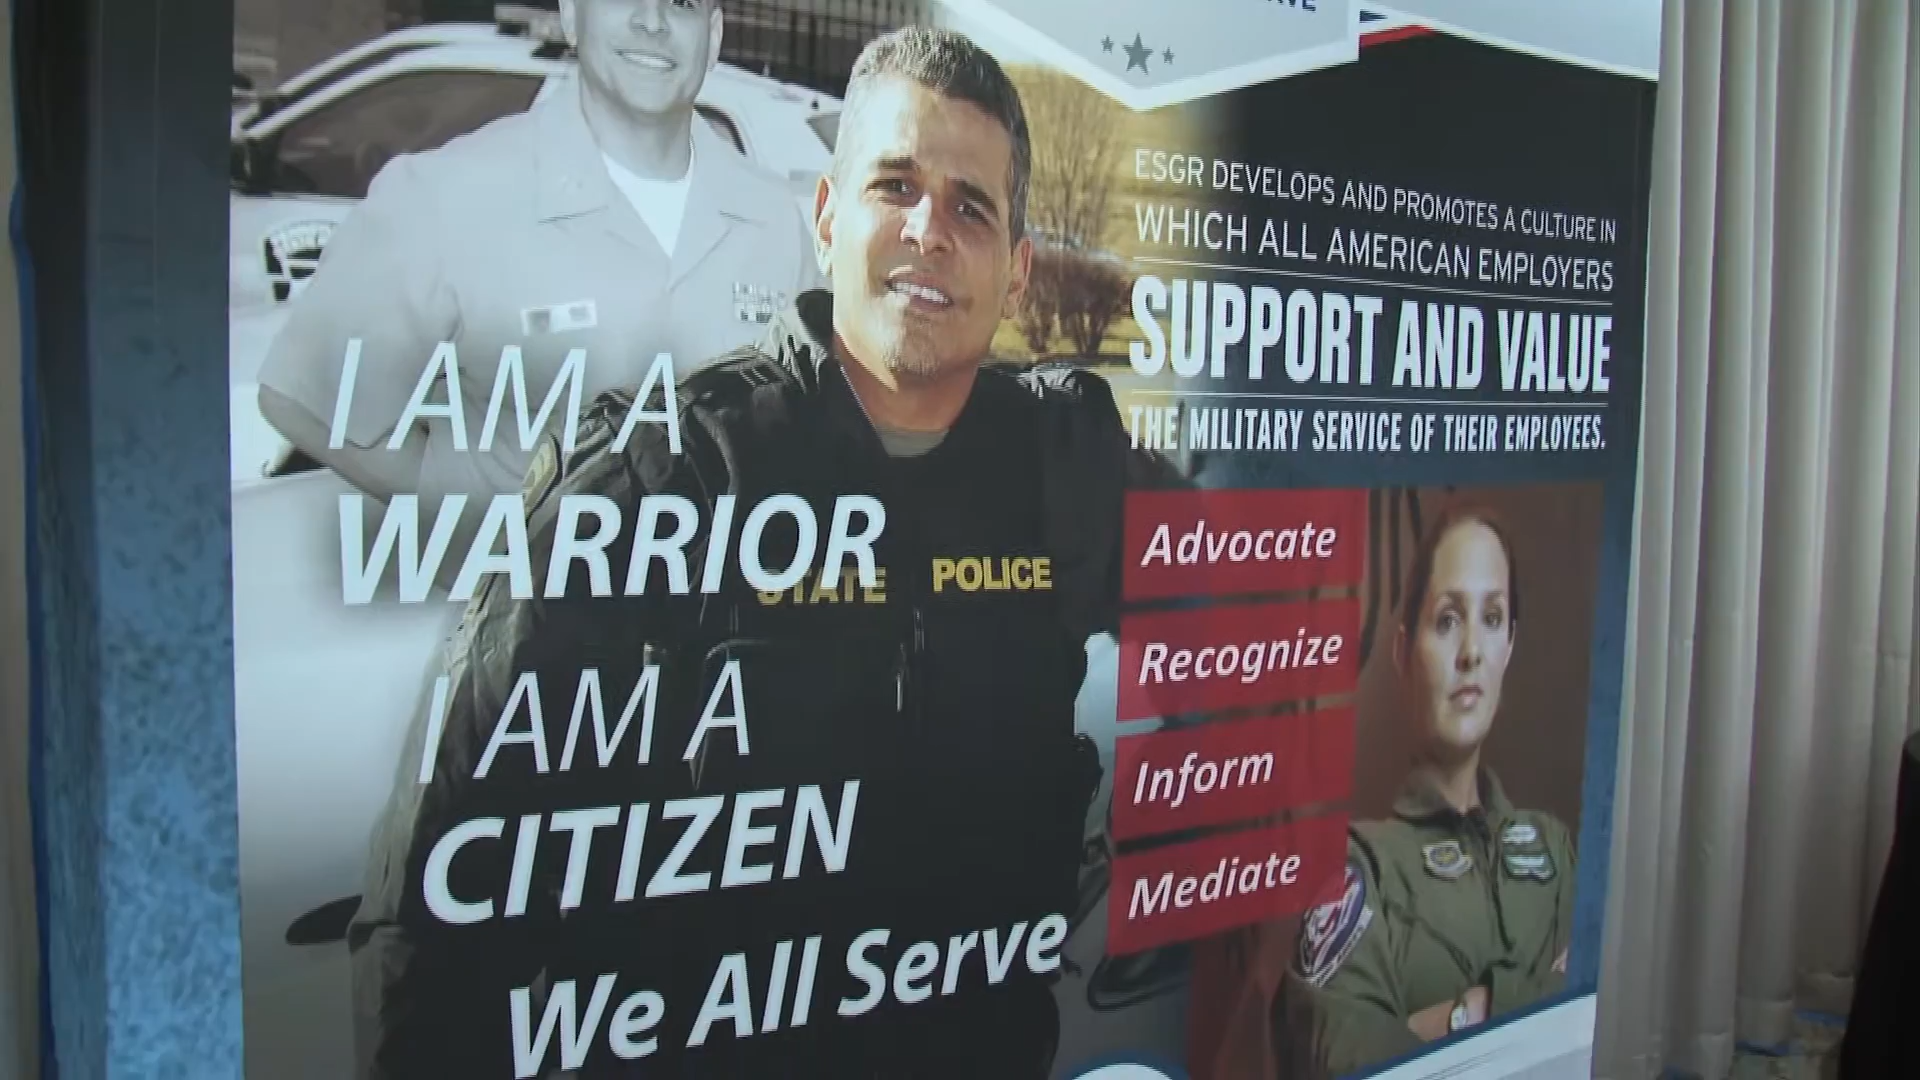 I AM A
WARRIOR
STATE POLICE
I AM A
CITIZEN
We All Serve
ESGR DEVELOPS AND PROMOTES A CULTURE IN
WHICH ALL AMERICAN EMPLOYERS
SUPPORT AND VALUE
THE MILITARY SERVICE OF THEIR EMPLOYEES.
Advocate
Recognize
Inform
Mediate